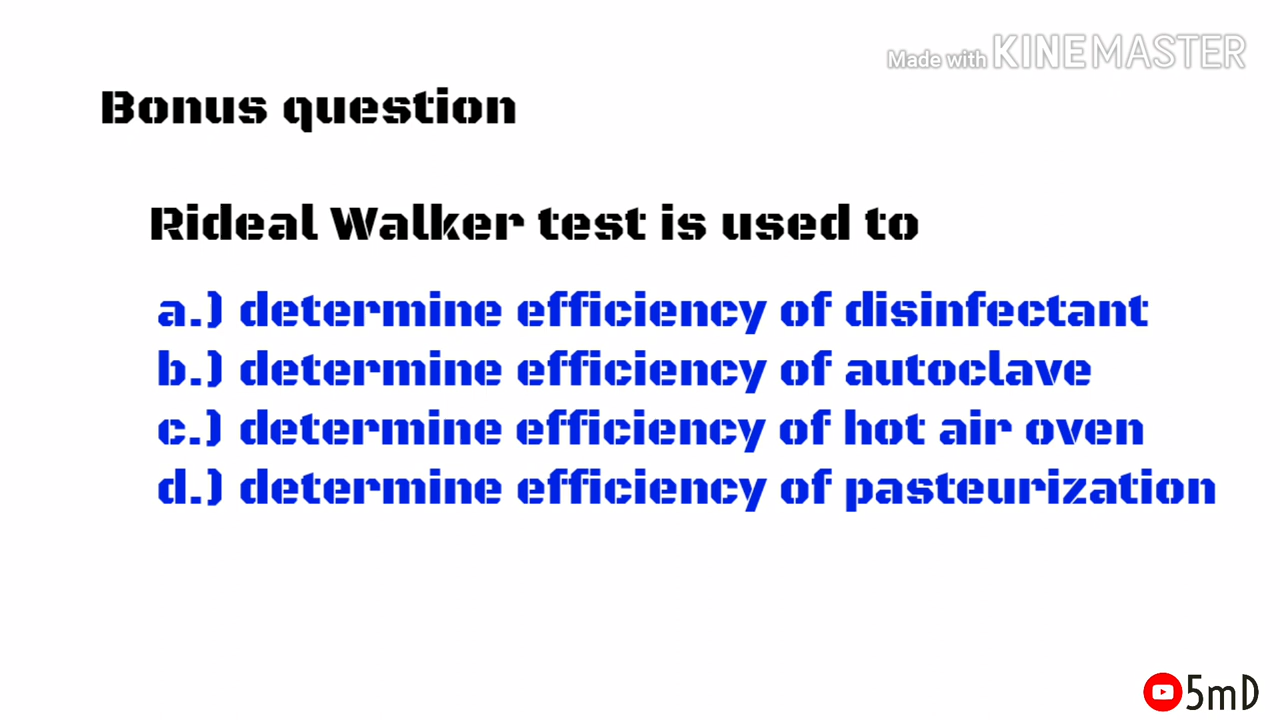 Made with KINEMASTER
Bonus question
Rideal Walker test is used to
a.) determine efficiency of disinfectant
b.) determine efficiency of autoclave
c.) determine efficiency of hot air oven
d.) determine efficiency of pasteurization
5mD